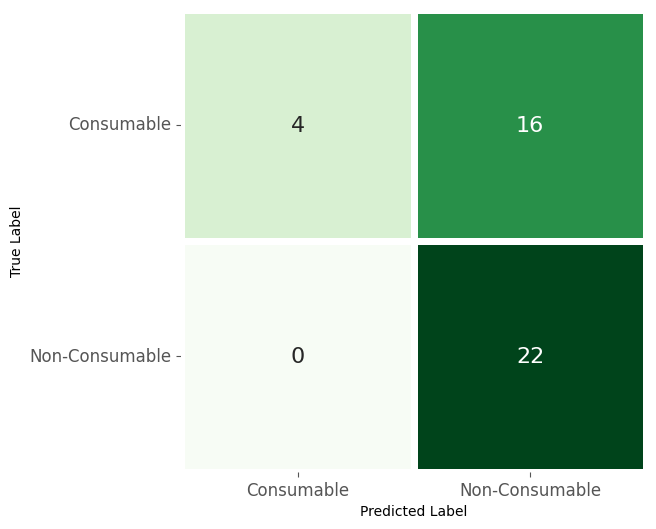 Consumable
4
16
True Label
Non-Consumable
0
22
Consumable
Non-Consumable
Predicted Label